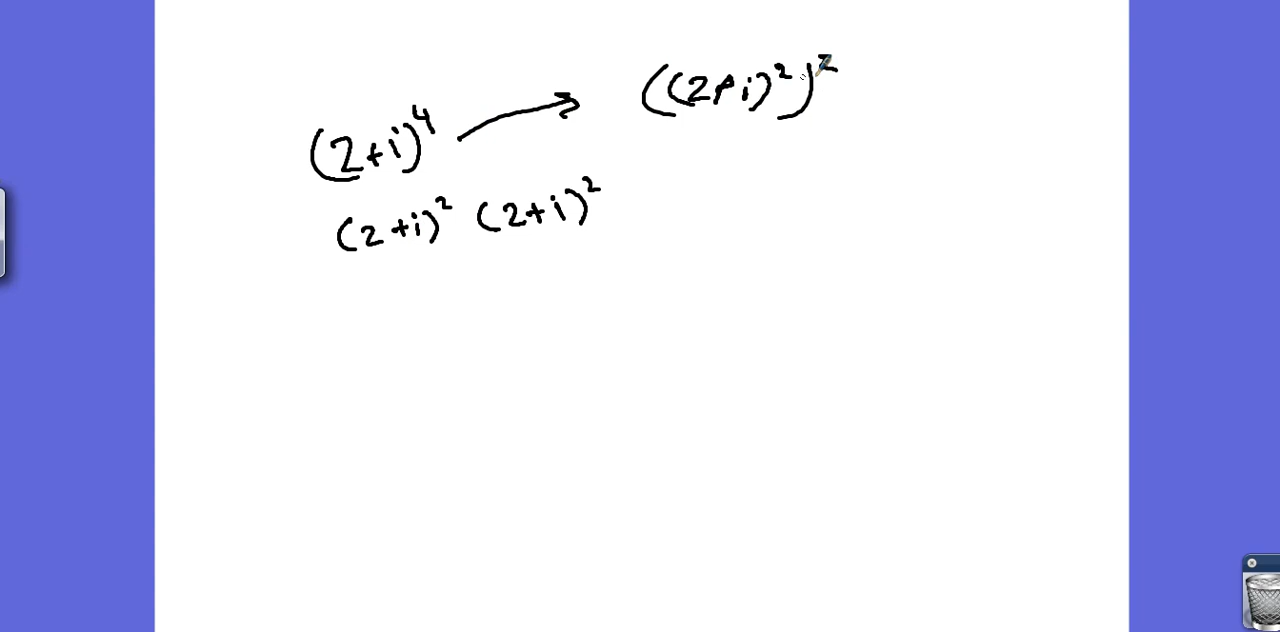 ((2+i)²)²
(2+i)⁴ →
(2+i)² (2+i)²